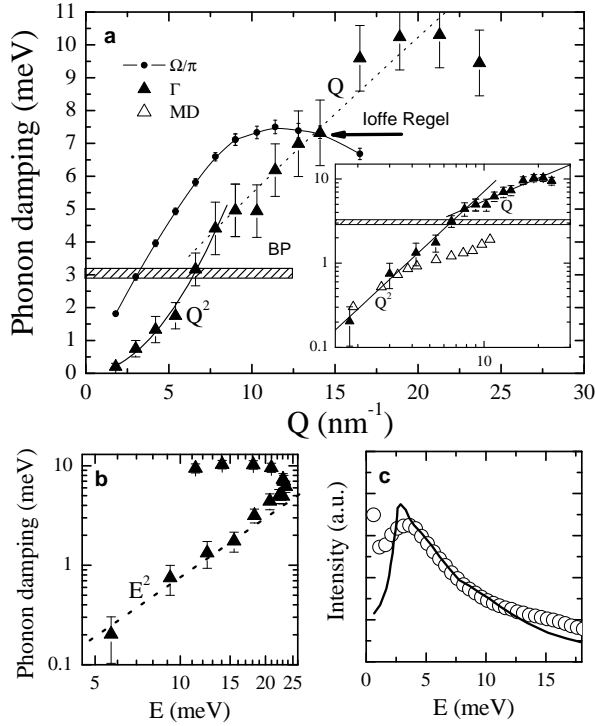 a
Ω/π
Γ
MD
Q
Ioffe Regel
BP
Q²
11
10
9
8
7
6
5
4
3
2
1
0
Phonon damping (meV)
0 5 10 15 20 25 30
Q (nm⁻¹)
10
1
0.1
Q
Q²
10
b
10
1
0.1
Phonon damping (meV)
E²
5 10 15 20 25
E (meV)
c
Intensity (a.u.)
0 5 10 15
E (meV)